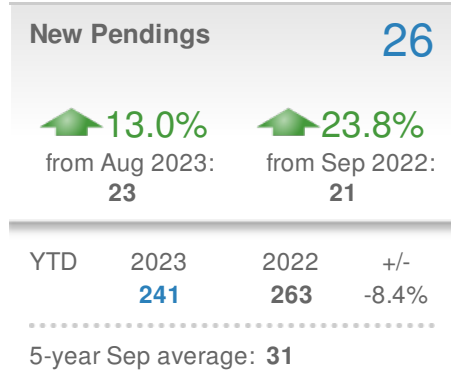 New Pendings 26
13.0% 23.8%
from Aug 2023: from Sep 2022:
23 21
YTD 2023 2022 +/-
241 263 -8.4%
5-year Sep average: 31